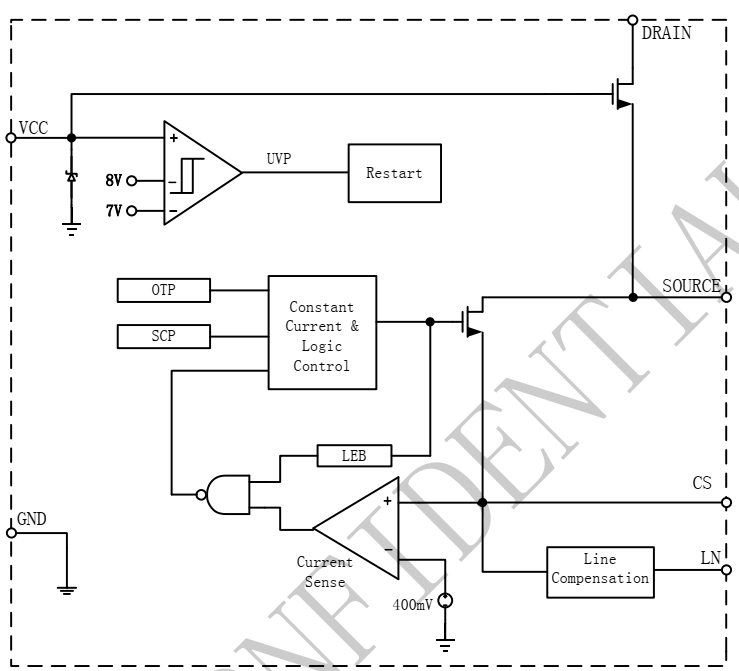 DRAIN
VCC
+
UVP
8V
–
Restart
7V
–
SOURCE
OTP
Constant
Current &
Logic
Control
SCP
LEB
CS
+
GND
–
LN
Current
Sense
Line
Compensation
400mV
CONFIDENTIAL